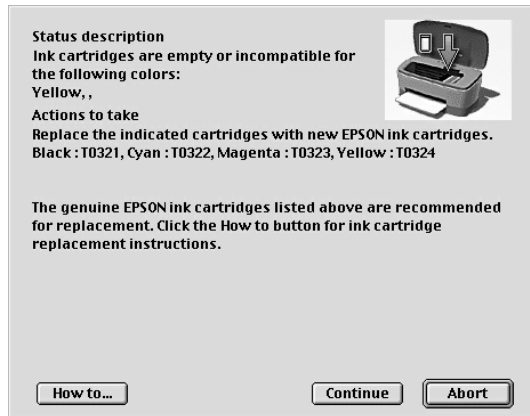 Status description
Ink cartridges are empty or incompatible for
the following colors:
Yellow, ,
Actions to take
Replace the indicated cartridges with new EPSON ink cartridges.
Black : T0321, Cyan : T0322, Magenta : T0323, Yellow : T0324
The genuine EPSON ink cartridges listed above are recommended
for replacement. Click the How to button for ink cartridge
replacement instructions.
How to...
Continue
Abort